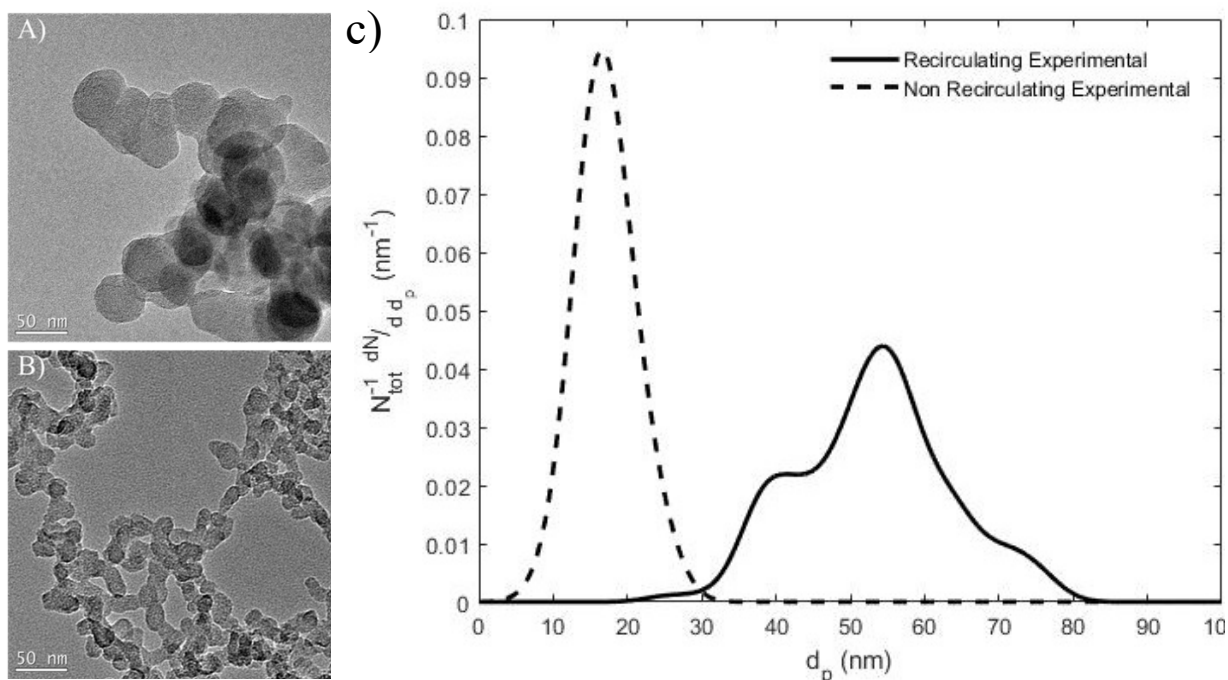 A)
50 nm
B)
50 nm
c)
0.1
0.09
0.08
0.07
0.06
0.05
0.04
0.03
0.02
0.01
0
N_tot^-1 dN/d d_p (nm^-1)
Recirculating Experimental
Non Recirculating Experimental
0 10 20 30 40 50 60 70 80 90 10
d_p (nm)